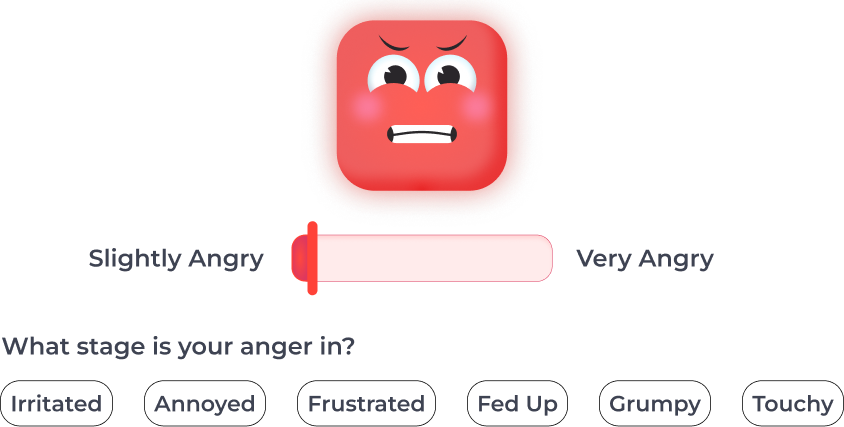 Slightly Angry
Very Angry
What stage is your anger in?
Irritated
Annoyed
Frustrated
Fed Up
Grumpy
Touchy